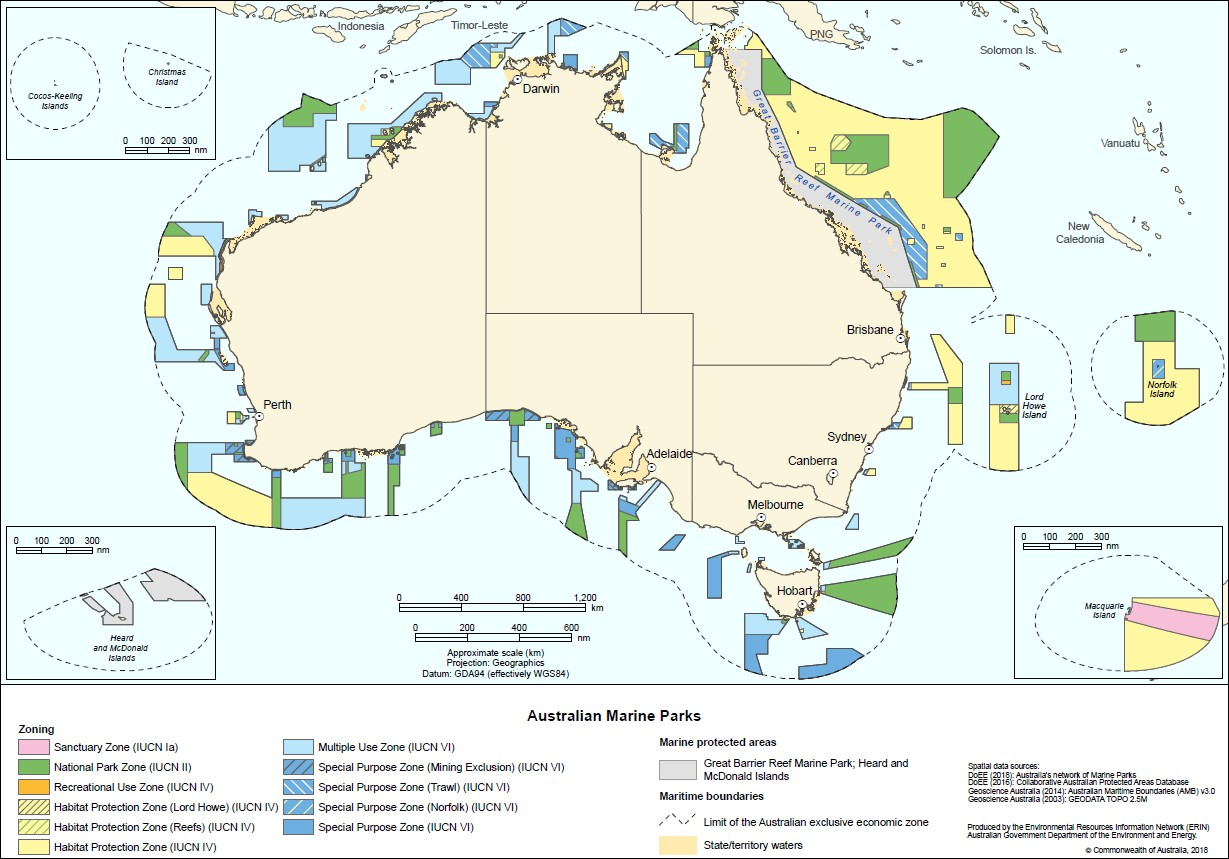 Indonesia
Timor-Leste
PNG
Solomon Is.
Vanuatu
New
Caledonia
Cocos-Keeling
Islands
Christmas
Island
0 100 200 300
nm
Darwin
Great Barrier Reef Marine Park
Brisbane
Perth
Lord
Howe
Island
Norfolk
Island
Sydney
Adelaide
Canberra
Melbourne
Hobart
0 100 200 300
nm
Heard
and McDonald
Islands
0 400 800 1,200
km
0 200 400 600
nm
Approximate scale (km)
Projection: Geographics
Datum: GDA94 (effectively WGS84)
0 100 200 300
nm
Macquarie
Island
Australian Marine Parks
Zoning
Sanctuary Zone (IUCN Ia)
National Park Zone (IUCN II)
Recreational Use Zone (IUCN IV)
Habitat Protection Zone (Lord Howe) (IUCN IV)
Habitat Protection Zone (Reefs) (IUCN IV)
Habitat Protection Zone (IUCN IV)
Multiple Use Zone (IUCN VI)
Special Purpose Zone (Mining Exclusion) (IUCN VI)
Special Purpose Zone (Trawl) (IUCN VI)
Special Purpose Zone (Norfolk) (IUCN VI)
Special Purpose Zone (IUCN VI)
Marine protected areas
Great Barrier Reef Marine Park; Heard and
McDonald Islands
Maritime boundaries
Limit of the Australian exclusive economic zone
State/territory waters
Spatial data sources:
DoEE (2018): Australia's network of Marine Parks
DoEE (2016): Collaborative Australian Protected Areas Database
Geoscience Australia (2014): Australian Maritime Boundaries (AMB) v3.0
Geoscience Australia (2003): GEODATA TOPO 2.5M
Produced by the Environmental Resources Information Network (ERIN)
Australian Government Department of the Environment and Energy.
© Commonwealth of Australia, 2018